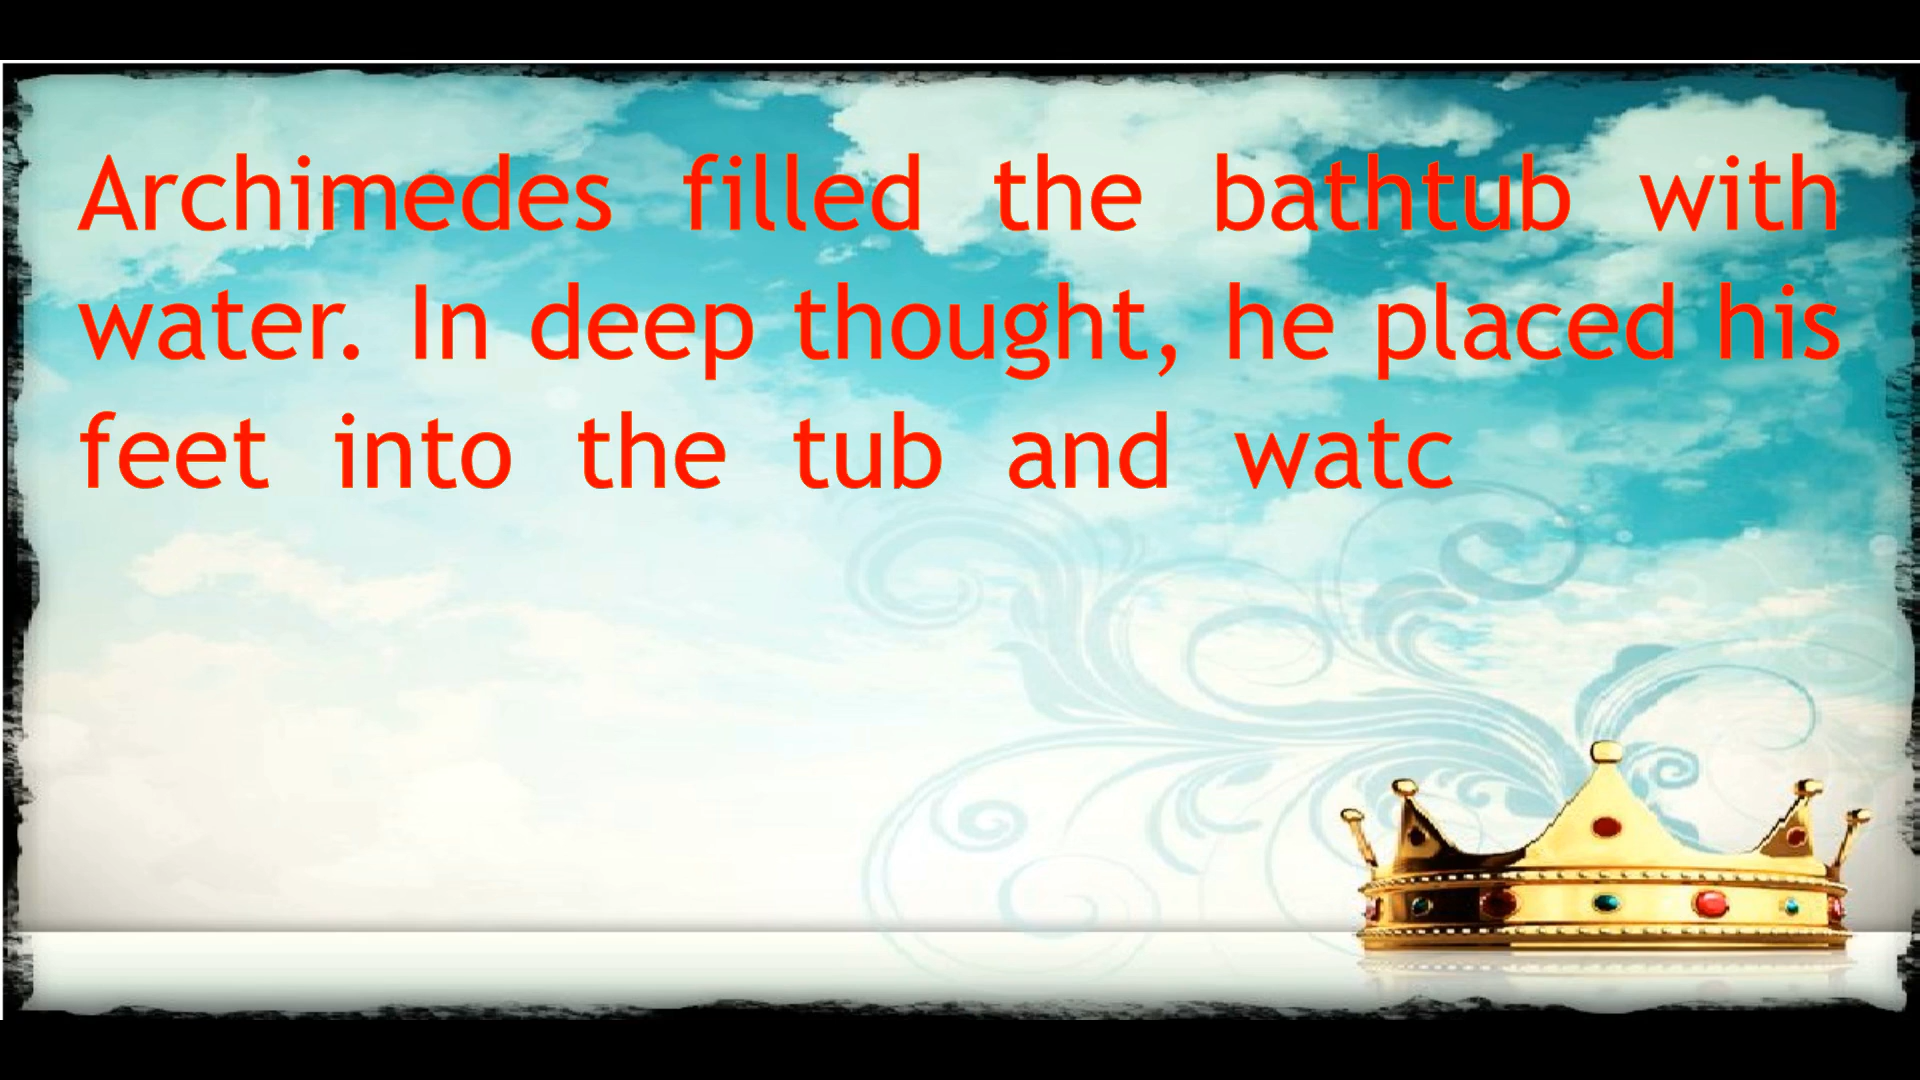 Archimedes filled the bathtub with
water. In deep thought, he placed his
feet into the tub and watc